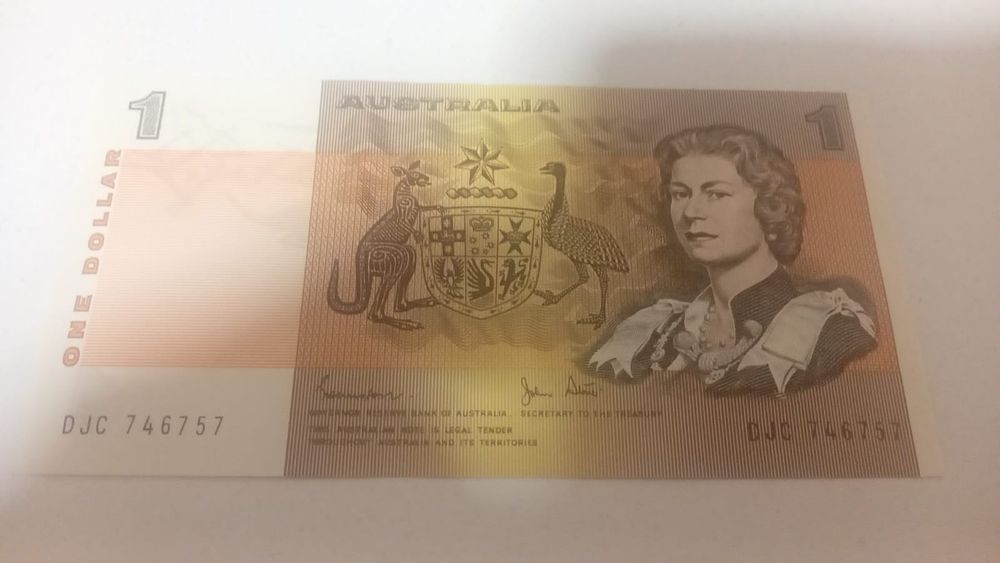 AUSTRALIA
1
1
ONE DOLLAR
GOVERNOR RESERVE BANK OF AUSTRALIA. SECRETARY TO THE TREASURY
THIS AUSTRALIAN NOTE IS LEGAL TENDER
THROUGHOUT AUSTRALIA AND ITS TERRITORIES
DJC 746757
DJC 746757